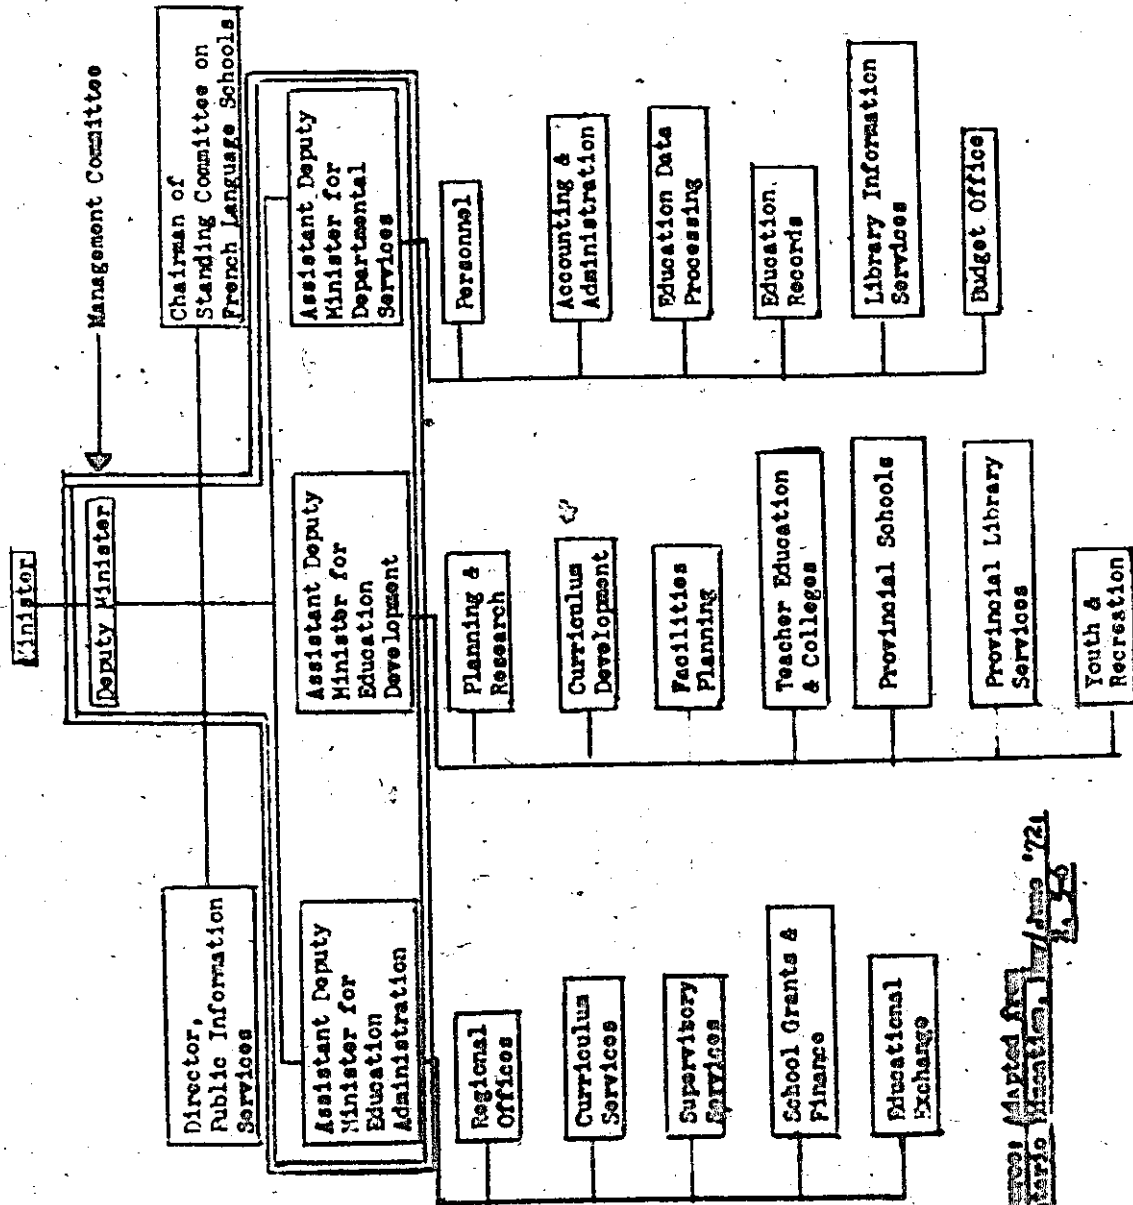 Minister
Management Committee
Deputy Minister
Director,
Public Information
Services
Chairman of
Standing Committee on
French Language Schools
Assistant Deputy
Minister for
Education
Administration
Assistant Deputy
Minister for
Education
Development
Assistant Deputy
Minister for
Departmental
Services
Regional
Offices
Curriculum
Services
Supervisory
Services
School Grants &
Finance
Educational
Exchange
Planning &
Research
Curriculum
Development
Facilities
Planning
Teacher Education
& Colleges
Provincial Schools
Provincial Library
Services
Youth &
Recreation
Personnel
Accounting &
Administration
Education Data
Processing
Education
Records
Library Information
Services
Budget Office
Adapted from
Education, /June '72,